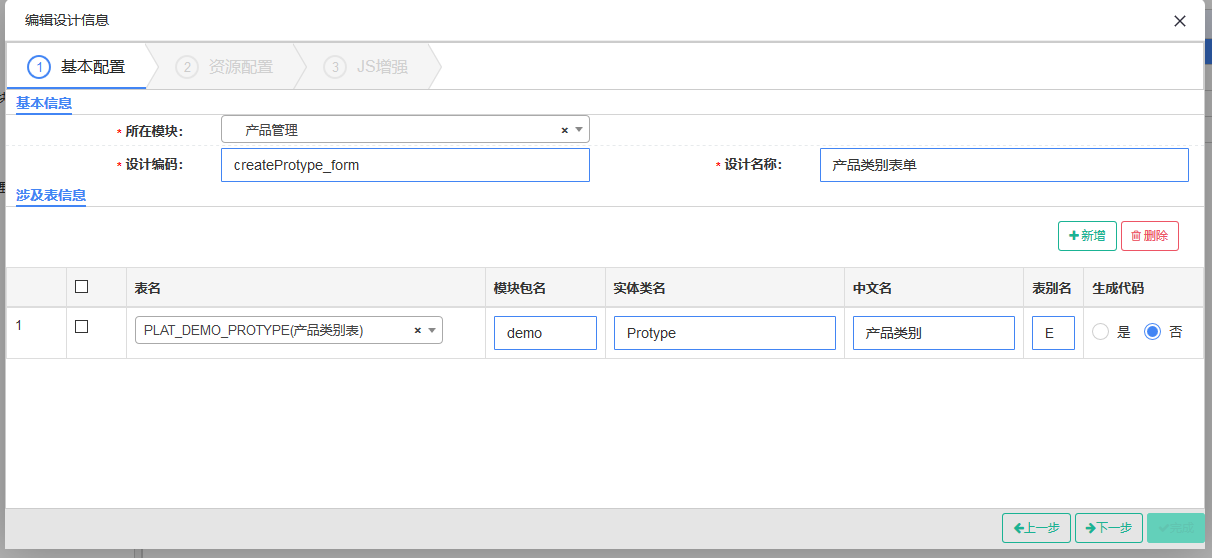 编辑设计信息
1 基本配置 2 资源配置 3 JS增强
基本信息
* 所在模块： 产品管理
* 设计编码： createProtype_form * 设计名称： 产品类别表单
涉及表信息
新增 删除
表名 模块包名 实体类名 中文名 表别名 生成代码
1 PLAT_DEMO_PROTYPE(产品类别表) demo Protype 产品类别 E 是 否
上一步 下一步 完成